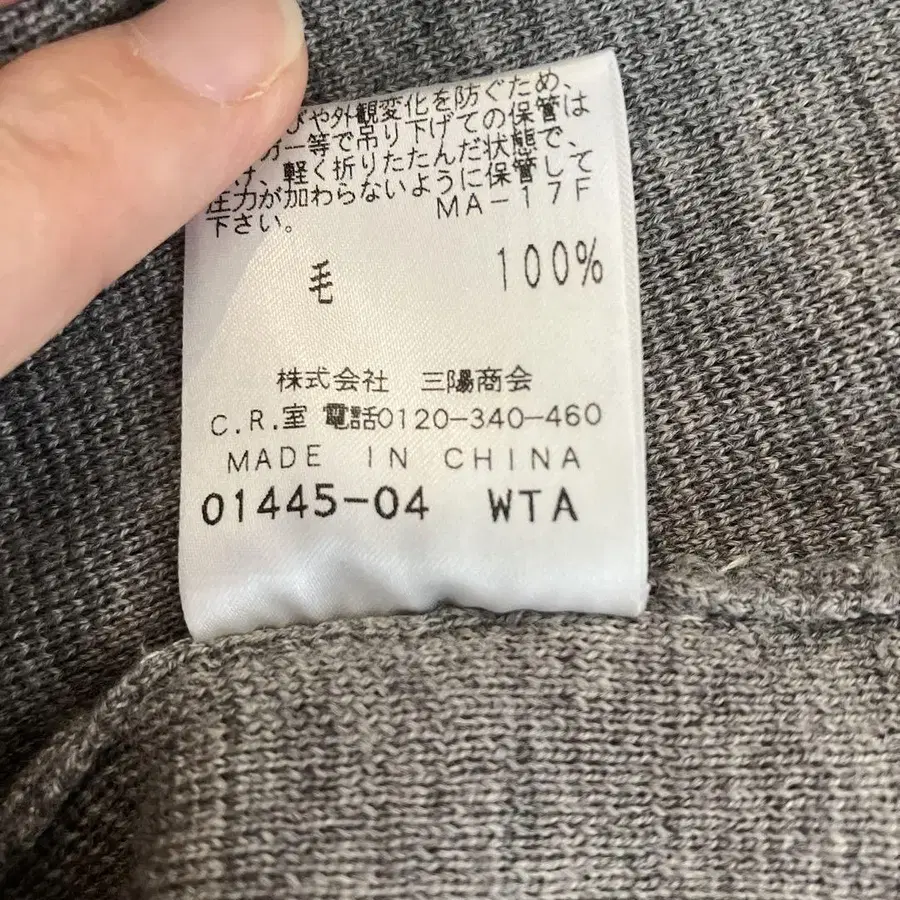 びや外観変化を防ぐため、
ガー等で吊り下げての保管は
け、軽く折りたたんだ状態で、
圧力が加わらないように保管して
下さい。 MA-17F
毛 100%
株式会社 三陽商会
C.R.室 電話0120-340-460
MADE IN CHINA
01445-04 WTA